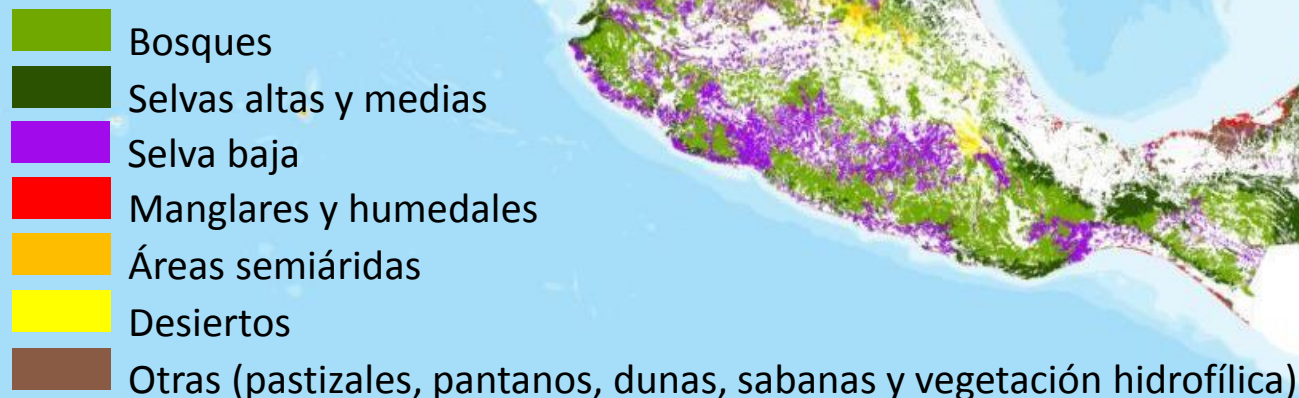 Bosques
Selvas altas y medias
Selva baja
Manglares y humedales
Áreas semiáridas
Desiertos
Otras (pastizales, pantanos, dunas, sabanas y vegetación hidrofílica)